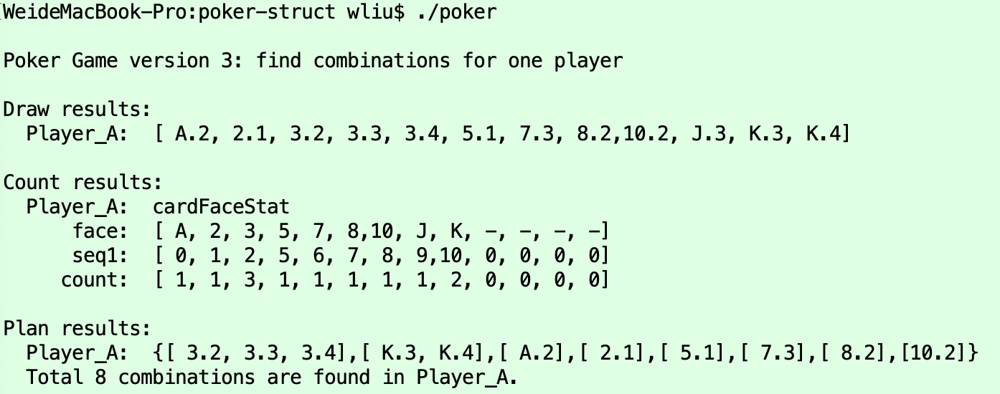 WeideMacBook-Pro:poker-struct wliu$ ./poker
Poker Game version 3: find combinations for one player
Draw results:
Player_A:  [ A.2, 2.1, 3.2, 3.3, 3.4, 5.1, 7.3, 8.2,10.2, J.3, K.3, K.4]
Count results:
Player_A:  cardFaceStat
face:  [ A, 2, 3, 5, 7, 8,10, J, K, -, -, -, -]
seq1:  [ 0, 1, 2, 5, 6, 7, 8, 9,10, 0, 0, 0, 0]
count:  [ 1, 1, 3, 1, 1, 1, 1, 1, 2, 0, 0, 0, 0]
Plan results:
Player_A:  {[ 3.2, 3.3, 3.4],[ K.3, K.4],[ A.2],[ 2.1],[ 5.1],[ 7.3],[ 8.2],[10.2]}
Total 8 combinations are found in Player_A.